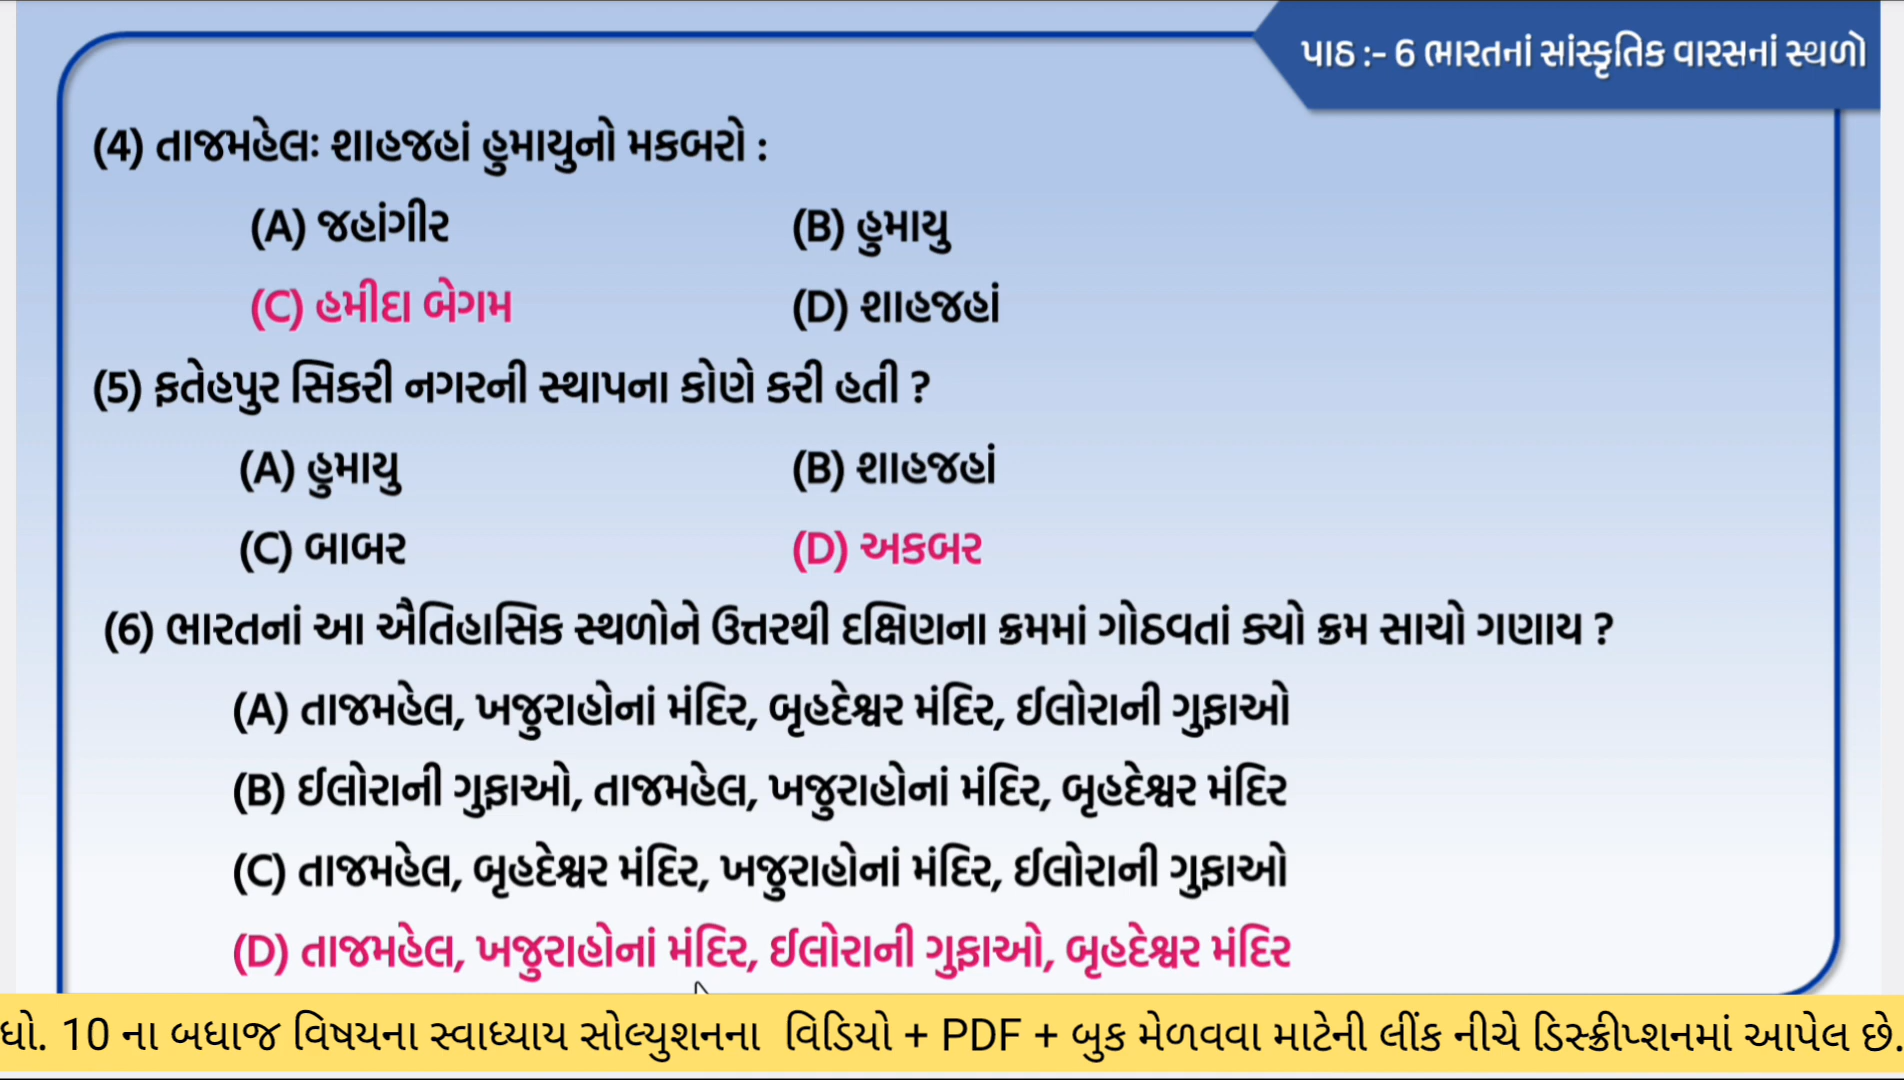 પાઠ :- 6 ભારતનાં સાંસ્કૃતિક વારસનાં સ્થળો
(4) તાજમહેલઃ શાહજહાં હુમાયુનો મકબરો :
(A) જહાંગીર (B) હુમાયુ
(C) હમીદા બેગમ (D) શાહજહાં
(5) ફતેહપુર સિકરી નગરની સ્થાપના કોણે કરી હતી ?
(A) હુમાયુ (B) શાહજહાં
(C) બાબર (D) અકબર
(6) ભારતનાં આ ઐતિહાસિક સ્થળોને ઉત્તરથી દક્ષિણના ક્રમમાં ગોઠવતાં ક્યો ક્રમ સાચો ગણાય ?
(A) તાજમહેલ, ખજુરાહોનાં મંદિર, બૃહદેશ્વર મંદિર, ઈલોરાની ગુફાઓ
(B) ઈલોરાની ગુફાઓ, તાજમહેલ, ખજુરાહોનાં મંદિર, બૃહદેશ્વર મંદિર
(C) તાજમહેલ, બૃહદેશ્વર મંદિર, ખજુરાહોનાં મંદિર, ઈલોરાની ગુફાઓ
(D) તાજમહેલ, ખજુરાહોનાં મંદિર, ઈલોરાની ગુફાઓ, બૃહદેશ્વર મંદિર
ધો. 10 ના બધાજ વિષયના સ્વાધ્યાય સોલ્યુશનના વિડિયો + PDF + બુક મેળવવા માટેની લીંક નીચે ડિસ્ક્રીપ્શનમાં આપેલ છે.